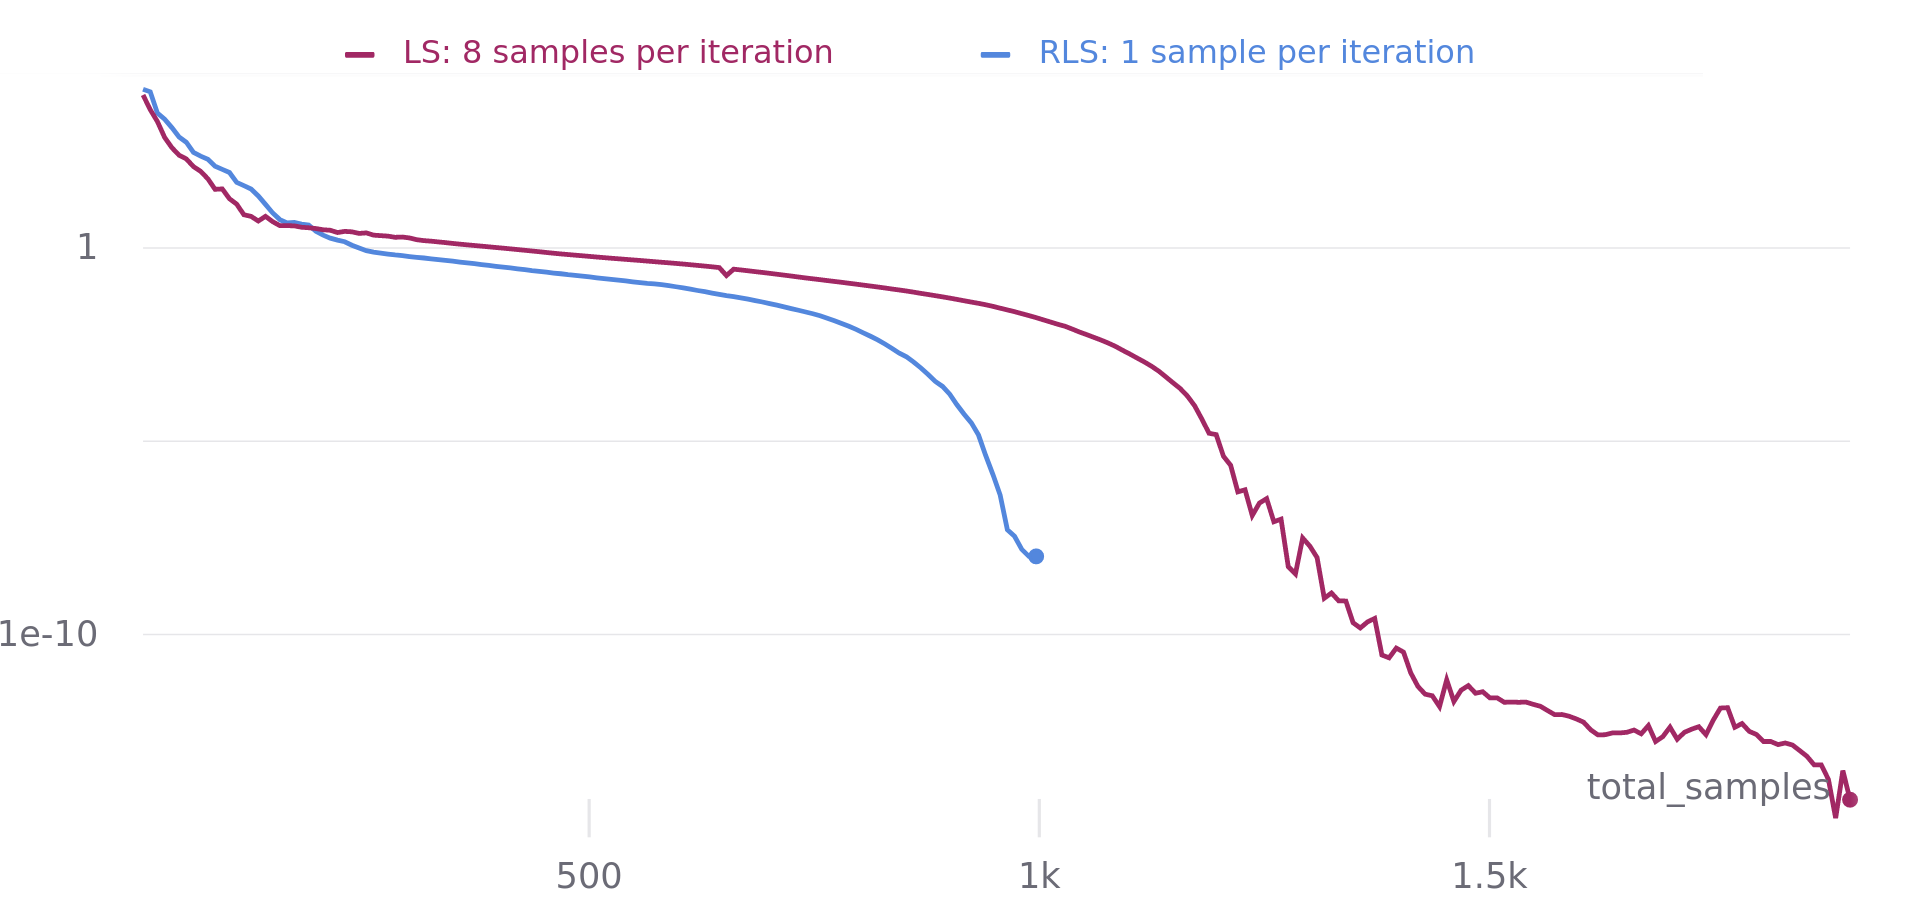 LS: 8 samples per iteration
RLS: 1 sample per iteration
1
1e-10
total_samples
500
1k
1.5k